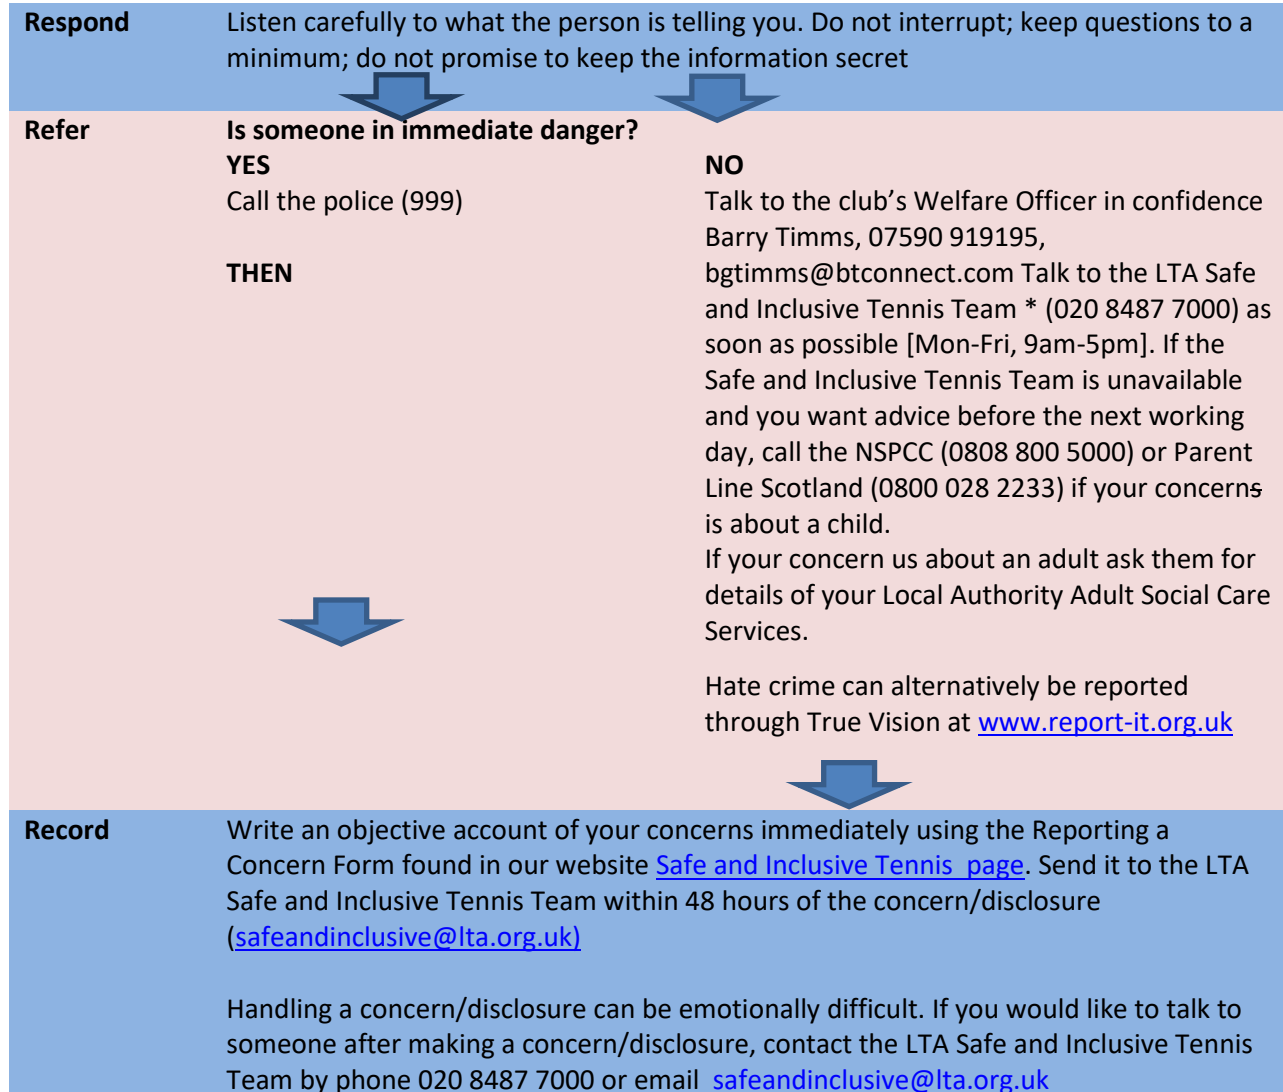 Respond
Listen carefully to what the person is telling you. Do not interrupt; keep questions to a
minimum; do not promise to keep the information secret
Refer
Is someone in immediate danger?
YES
Call the police (999)
THEN
NO
Talk to the club’s Welfare Officer in confidence
Barry Timms, 07590 919195,
bgtimms@btconnect.com Talk to the LTA Safe
and Inclusive Tennis Team * (020 8487 7000) as
soon as possible [Mon-Fri, 9am-5pm]. If the
Safe and Inclusive Tennis Team is unavailable
and you want advice before the next working
day, call the NSPCC (0808 800 5000) or Parent
Line Scotland (0800 028 2233) if your concerns
is about a child.
If your concern us about an adult ask them for
details of your Local Authority Adult Social Care
Services.
Hate crime can alternatively be reported
through True Vision at www.report-it.org.uk
Record
Write an objective account of your concerns immediately using the Reporting a
Concern Form found in our website Safe and Inclusive Tennis page. Send it to the LTA
Safe and Inclusive Tennis Team within 48 hours of the concern/disclosure
(safeandinclusive@lta.org.uk)
Handling a concern/disclosure can be emotionally difficult. If you would like to talk to
someone after making a concern/disclosure, contact the LTA Safe and Inclusive Tennis
Team by phone 020 8487 7000 or email safeandinclusive@lta.org.uk